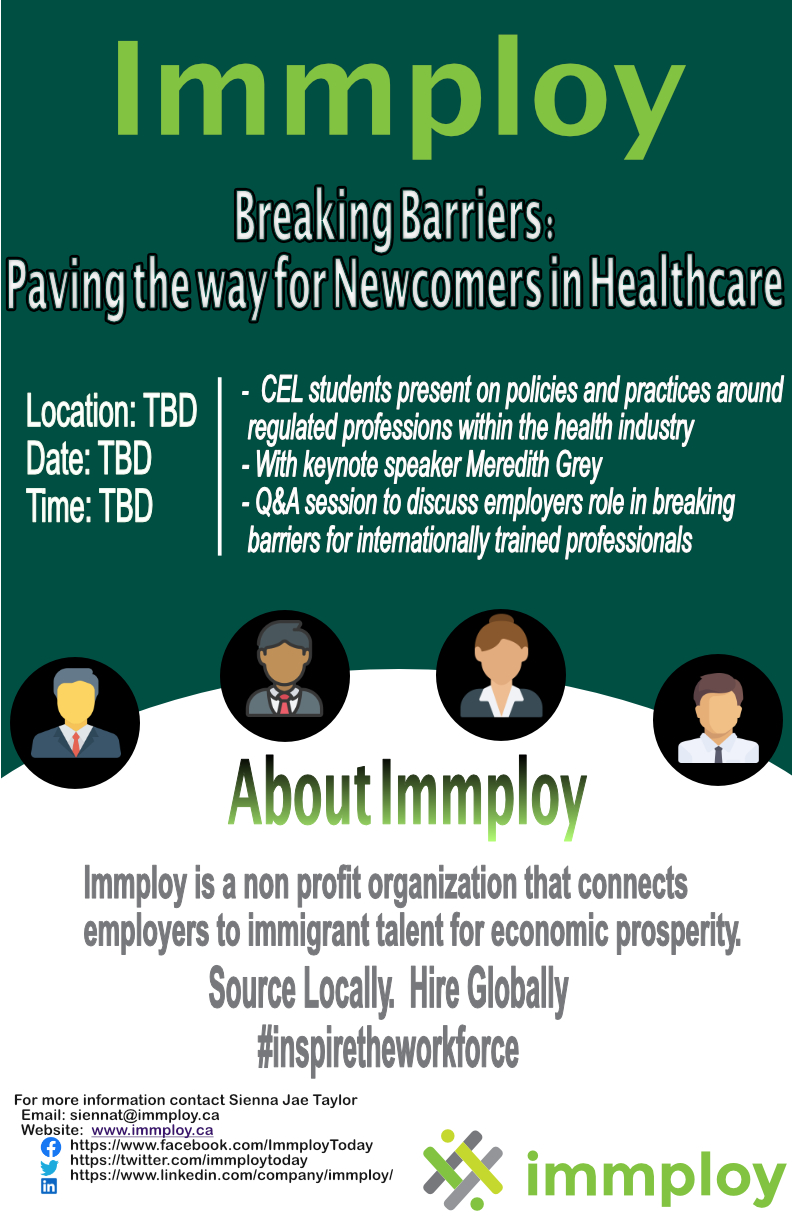 Immploy
Breaking Barriers:
Paving the way for Newcomers in Healthcare
Location: TBD
Date: TBD
Time: TBD
- CEL students present on policies and practices around
regulated professions within the health industry
- With keynote speaker Meredith Grey
- Q&A session to discuss employers role in breaking
barriers for internationally trained professionals
About Immploy
Immploy is a non profit organization that connects
employers to immigrant talent for economic prosperity.
Source Locally. Hire Globally
#inspiretheworkforce
For more information contact Sienna Jae Taylor
Email: siennat@immploy.ca
Website: www.immploy.ca
https://www.facebook.com/ImmployToday
https://twitter.com/immploytoday
https://www.linkedin.com/company/immploy/
immploy